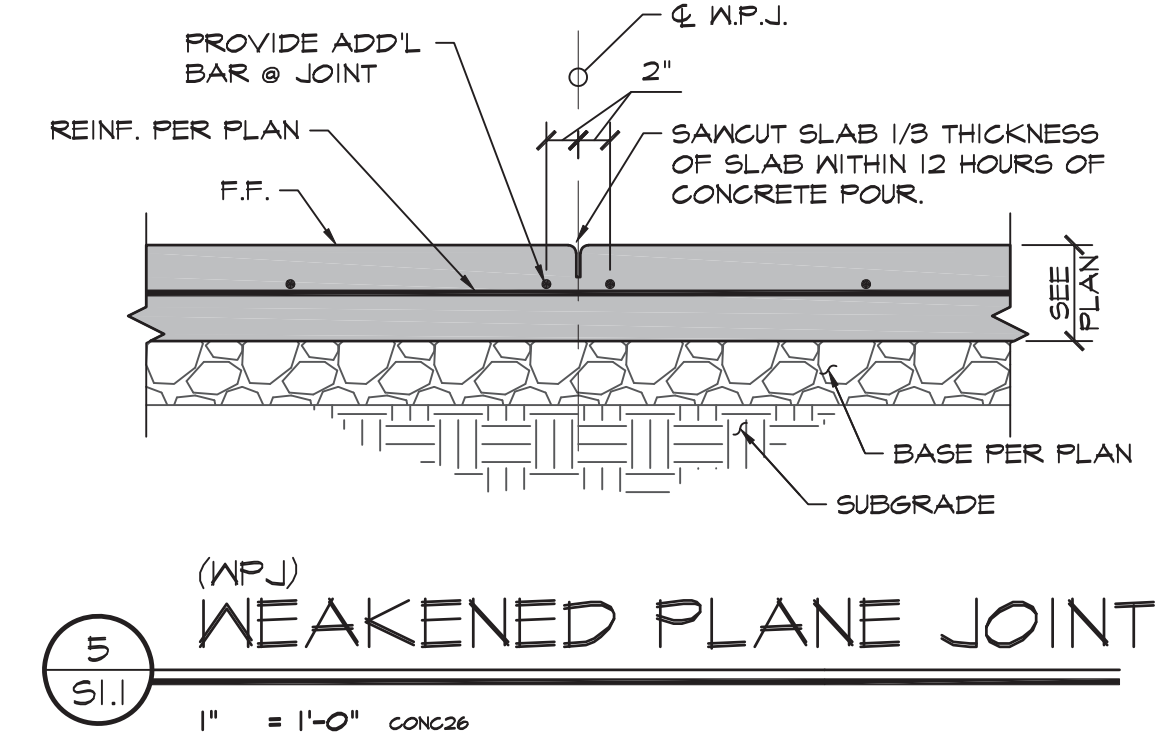 ℄ W.P.J.
PROVIDE ADD'L
BAR @ JOINT
2"
REINF. PER PLAN
SAWCUT SLAB 1/3 THICKNESS
OF SLAB WITHIN 12 HOURS OF
CONCRETE POUR.
F.F.
SEE
PLAN
BASE PER PLAN
SUBGRADE
(WPJ)
WEAKENED PLANE JOINT
5
S1.1
1" = 1'-0" CONC26